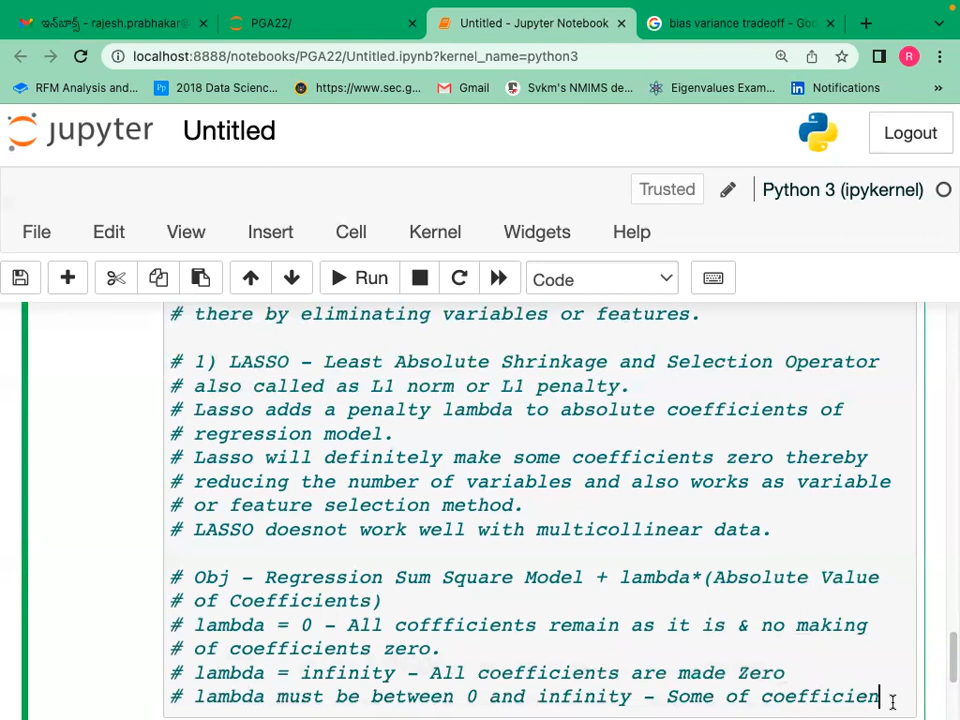 ఇన్‌బాక్స్ - rajesh.prabhakar@
PGA22/
Untitled - Jupyter Notebook
bias variance tradeoff - Goo
localhost:8888/notebooks/PGA22/Untitled.ipynb?kernel_name=python3
R
RFM Analysis and...
2018 Data Scienc...
https://www.sec.g...
Gmail
Svkm's NMIMS de...
Eigenvalues Exam...
Notifications
»
jupyter
Untitled
Logout
Trusted
Python 3 (ipykernel)
File
Edit
View
Insert
Cell
Kernel
Widgets
Help
Run
Code
# there by eliminating variables or features.
# 1) LASSO - Least Absolute Shrinkage and Selection Operator
# also called as L1 norm or L1 penalty.
# Lasso adds a penalty lambda to absolute coefficients of
# regression model.
# Lasso will definitely make some coefficients zero thereby
# reducing the number of variables and also works as variable
# or feature selection method.
# LASSO doesnot work well with multicollinear data.
# Obj - Regression Sum Square Model + lambda*(Absolute Value
# of Coefficients)
# lambda = 0 - All coffficients remain as it is & no making
# of coefficients zero.
# lambda = infinity - All coefficients are made Zero
# lambda must be between 0 and infinity - Some of coefficien